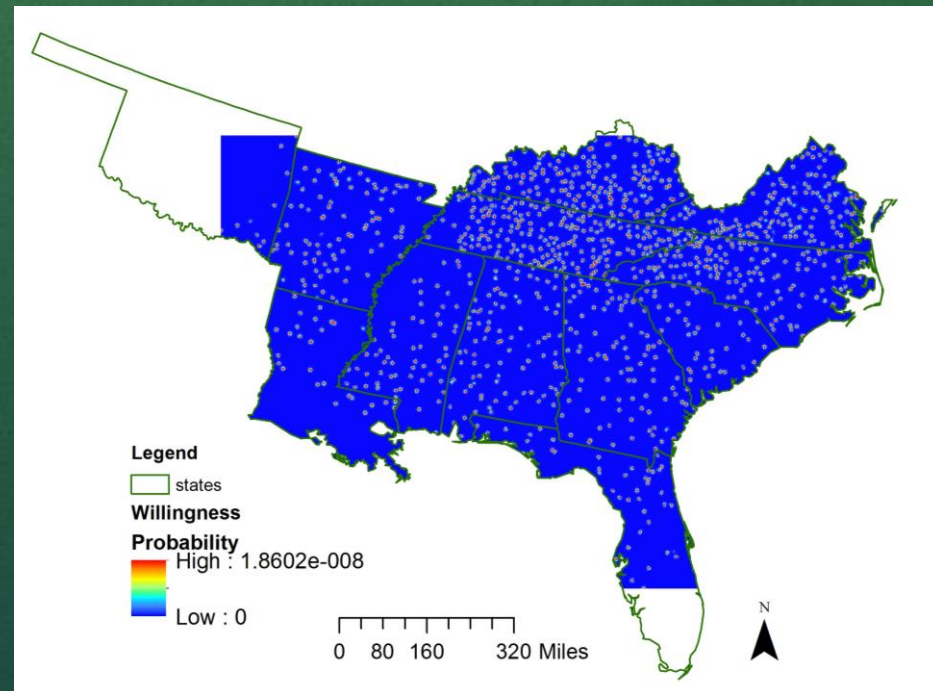 N
Legend
states
Willingness
Probability
High : 1.8602e-008
Low : 0
0 80 160 320 Miles